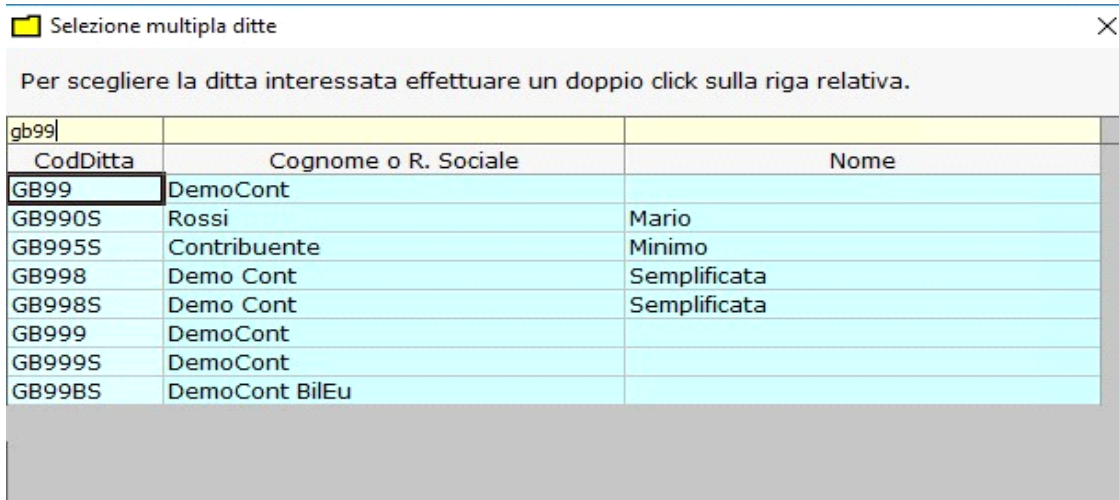 Selezione multipla ditte
Per scegliere la ditta interessata effettuare un doppio click sulla riga relativa.
gb99
CodDitta Cognome o R. Sociale Nome
GB99 DemoCont
GB990S Rossi Mario
GB995S Contribuente Minimo
GB998 Demo Cont Semplificata
GB998S Demo Cont Semplificata
GB999 DemoCont
GB999S DemoCont
GB99BS DemoCont BilEu